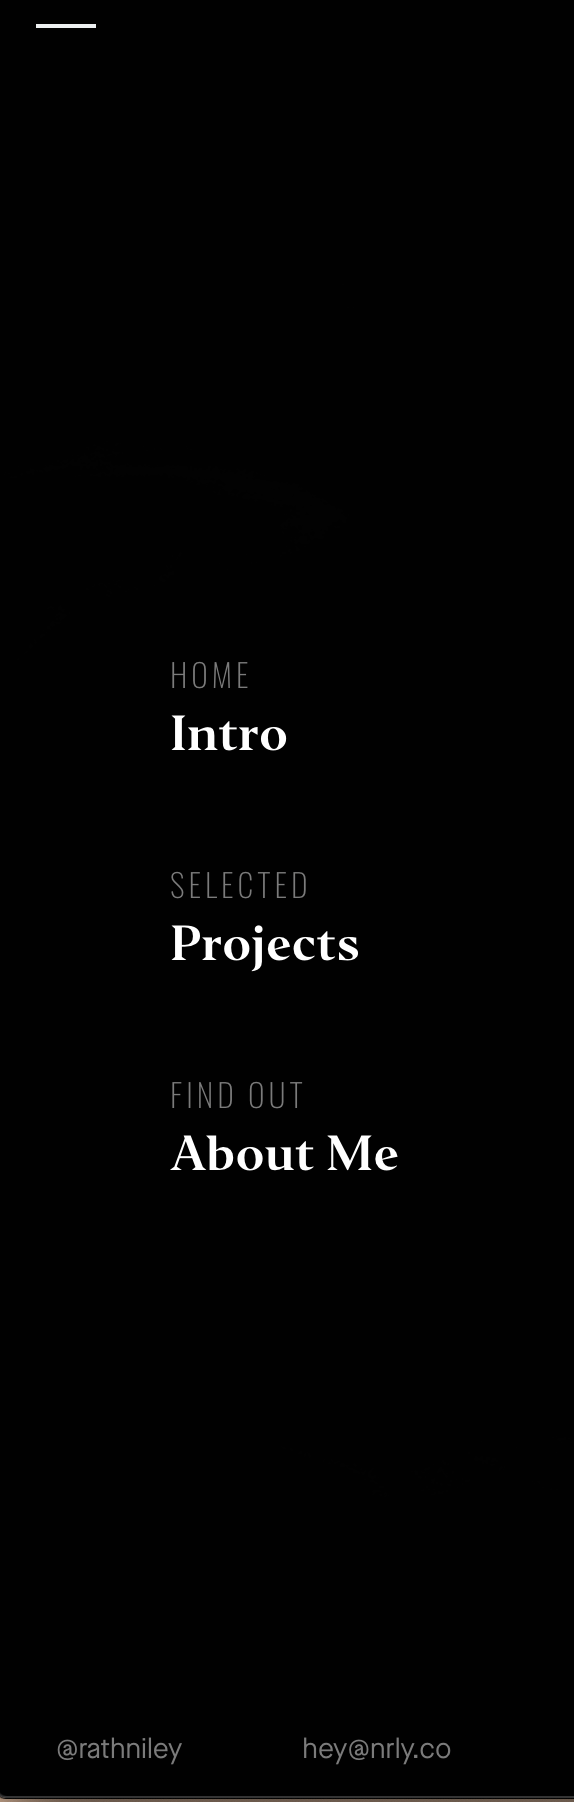 HOME
Intro
SELECTED
Projects
FIND OUT
About Me
@rathniley hey@nrly.co